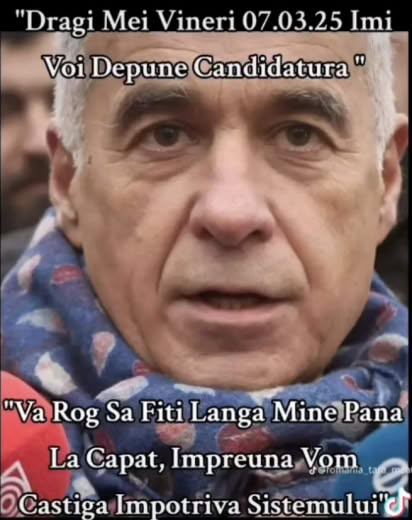 "Dragi Mei Vineri 07.03.25 Imi
Voi Depune Candidatura "
"Va Rog Sa Fiti Langa Mine Pana
La Capat, Impreuna Vom
Castiga Impotriva Sistemului"